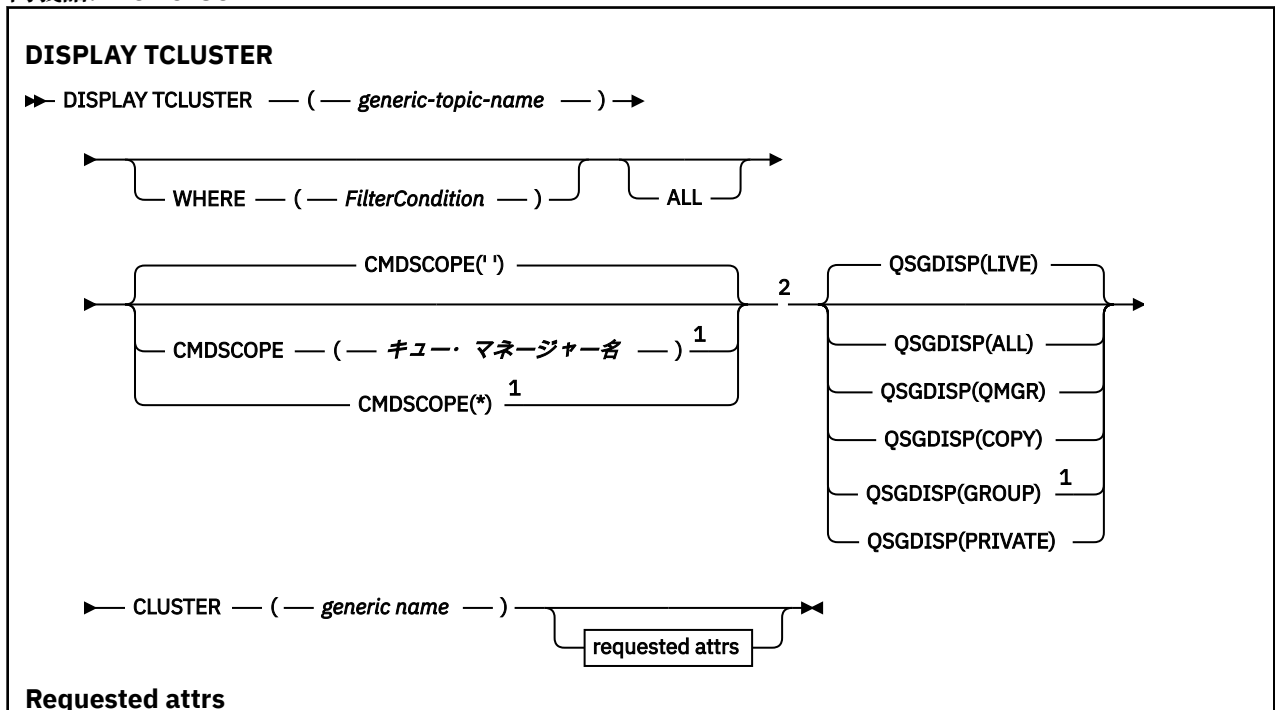 DISPLAY TCLUSTER
DISPLAY TCLUSTER ( generic-topic-name )
WHERE ( FilterCondition ) ALL
CMDSCOPE(' ')
CMDSCOPE ( キュー・マネージャー名 ) 1
CMDSCOPE(*) 1
2
QSGDISP(LIVE)
QSGDISP(ALL)
QSGDISP(QMGR)
QSGDISP(COPY)
QSGDISP(GROUP) 1
QSGDISP(PRIVATE)
CLUSTER ( generic name )
requested attrs
Requested attrs